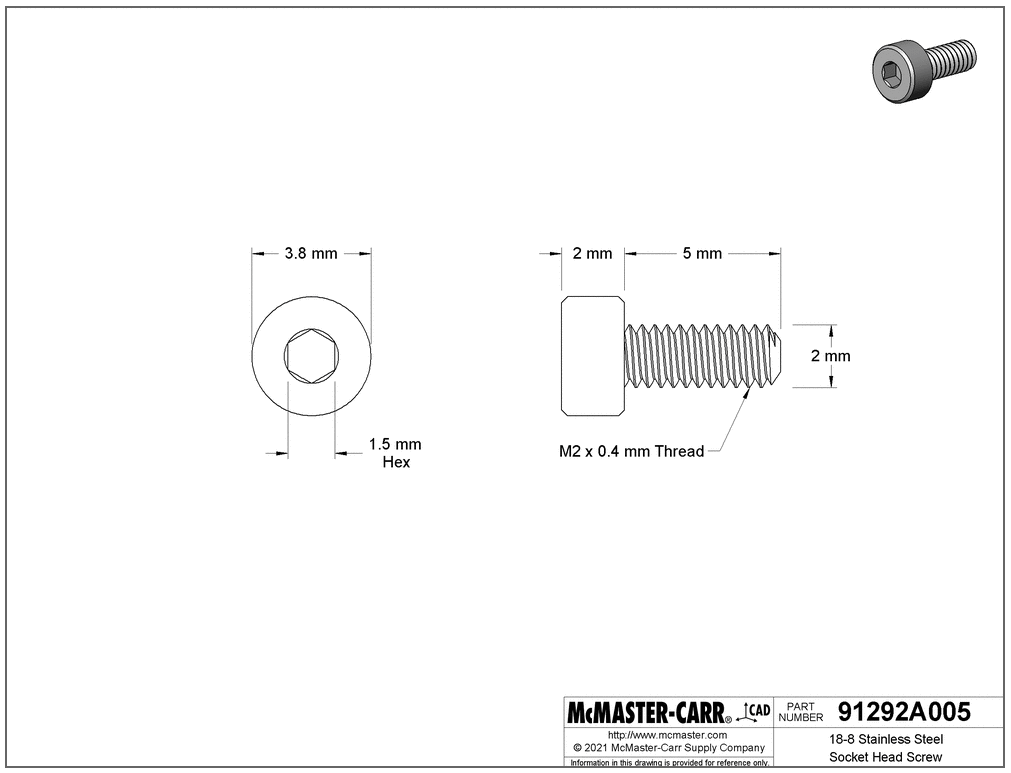 3.8 mm
2 mm
5 mm
2 mm
1.5 mm
Hex
M2 x 0.4 mm Thread
McMASTER-CARR® CAD
PART
NUMBER
91292A005
http://www.mcmaster.com
© 2021 McMaster-Carr Supply Company
Information in this drawing is provided for reference only.
18-8 Stainless Steel
Socket Head Screw